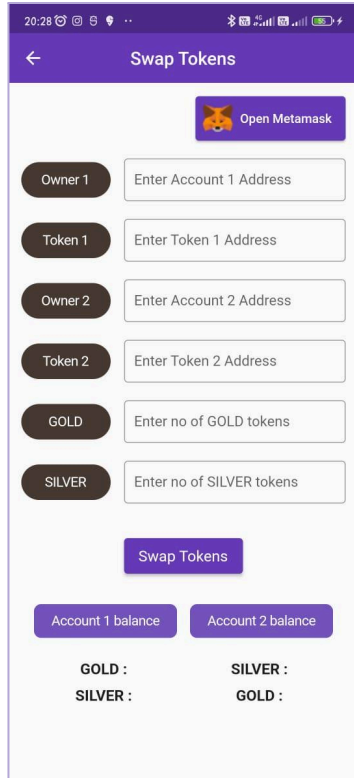 20:28
Swap Tokens
Open Metamask
Owner 1 Enter Account 1 Address
Token 1 Enter Token 1 Address
Owner 2 Enter Account 2 Address
Token 2 Enter Token 2 Address
GOLD Enter no of GOLD tokens
SILVER Enter no of SILVER tokens
Swap Tokens
Account 1 balance Account 2 balance
GOLD : SILVER :
SILVER : GOLD :